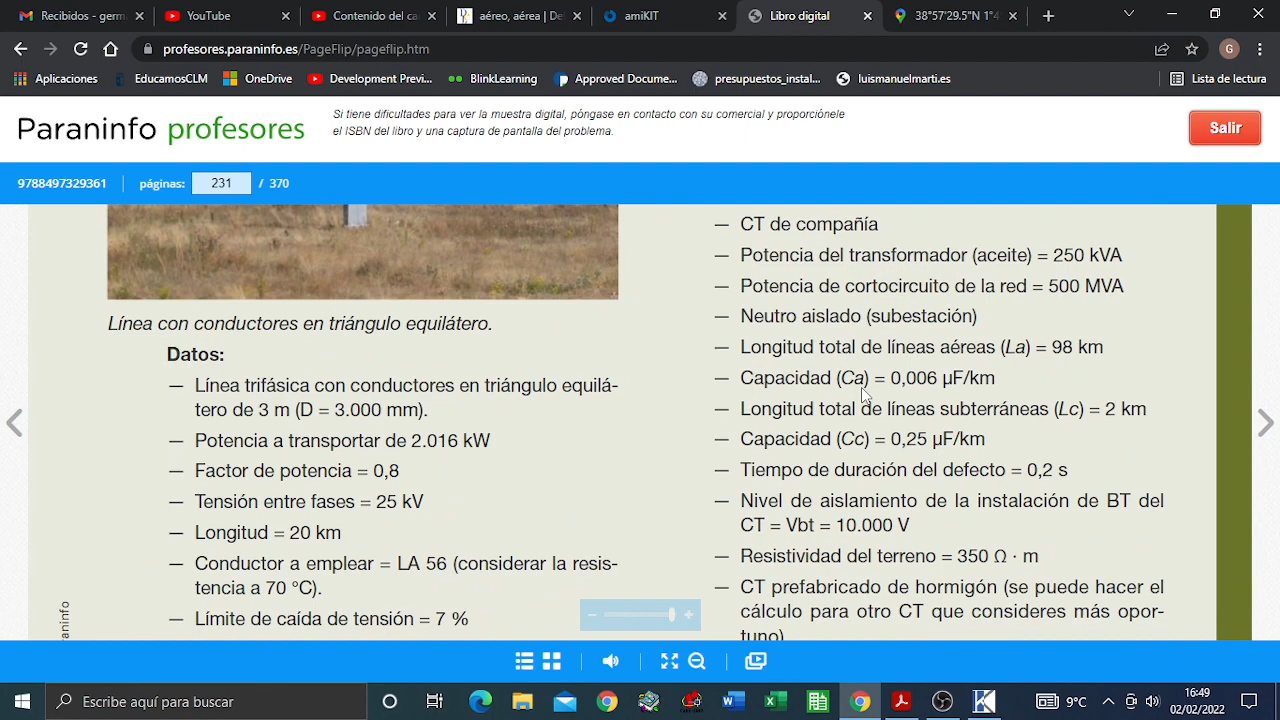 Recibidos - germ
YouTube
Contenido del ca
aéreo, aérea | De
amiKIT
Libro digital
38°57'29.5"N 1°4
profesores.paraninfo.es/PageFlip/pageflip.htm
G
Aplicaciones
EducamosCLM
OneDrive
Development Previ...
BlinkLearning
Approved Docume...
presupuestos_instal...
luismanuelmarti.es
Lista de lectura
Paraninfo profesores
Si tiene dificultades para ver la muestra digital, póngase en contacto con su comercial y proporciónele
el ISBN del libro y una captura de pantalla del problema.
Salir
9788497329361
páginas: 231 / 370
Línea con conductores en triángulo equilátero.
Datos:
— Línea trifásica con conductores en triángulo equilá-
tero de 3 m (D = 3.000 mm).
— Potencia a transportar de 2.016 kW
— Factor de potencia = 0,8
— Tensión entre fases = 25 kV
— Longitud = 20 km
— Conductor a emplear = LA 56 (considerar la resis-
tencia a 70 °C).
— Límite de caída de tensión = 7 %
— CT de compañía
— Potencia del transformador (aceite) = 250 kVA
— Potencia de cortocircuito de la red = 500 MVA
— Neutro aislado (subestación)
— Longitud total de líneas aéreas (La) = 98 km
— Capacidad (Ca) = 0,006 µF/km
— Longitud total de líneas subterráneas (Lc) = 2 km
— Capacidad (Cc) = 0,25 µF/km
— Tiempo de duración del defecto = 0,2 s
— Nivel de aislamiento de la instalación de BT del
CT = Vbt = 10.000 V
— Resistividad del terreno = 350 Ω · m
— CT prefabricado de hormigón (se puede hacer el
cálculo para otro CT que consideres más opor-
tuno)
aninfo
Escribe aquí para buscar
9°C
16:49
02/02/2022